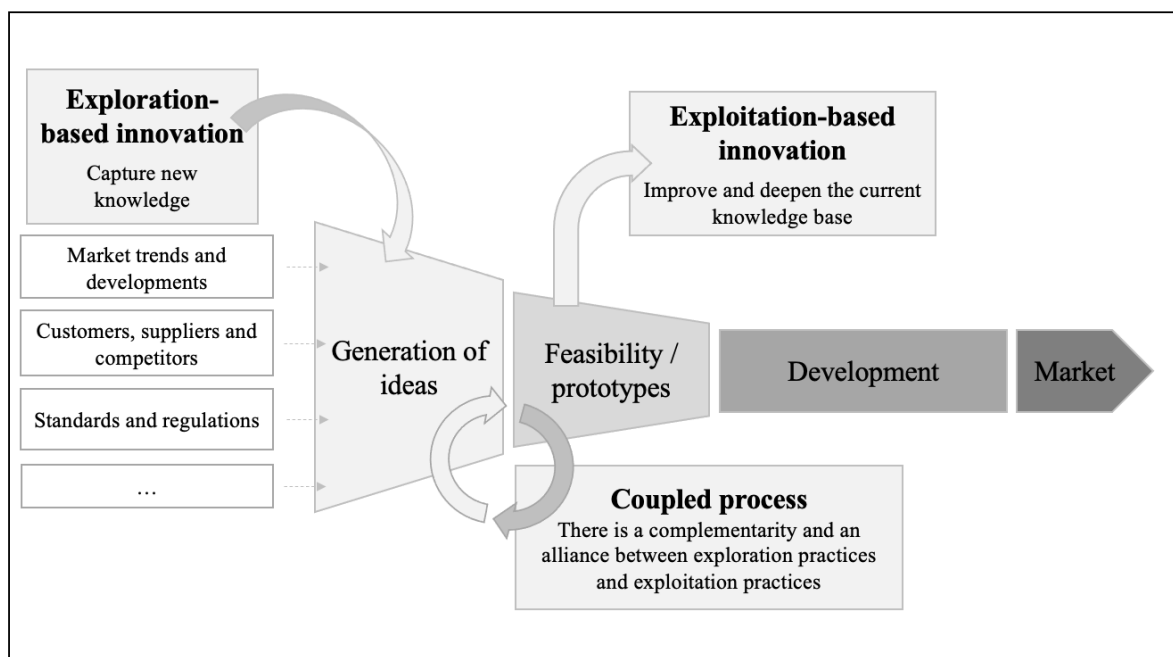 Exploration-
based innovation
Capture new
knowledge
Market trends and
developments
Customers, suppliers and
competitors
Standards and regulations
…
Generation of
ideas
Exploitation-based
innovation
Improve and deepen the current
knowledge base
Feasibility /
prototypes
Development
Market
Coupled process
There is a complementarity and an
alliance between exploration practices
and exploitation practices